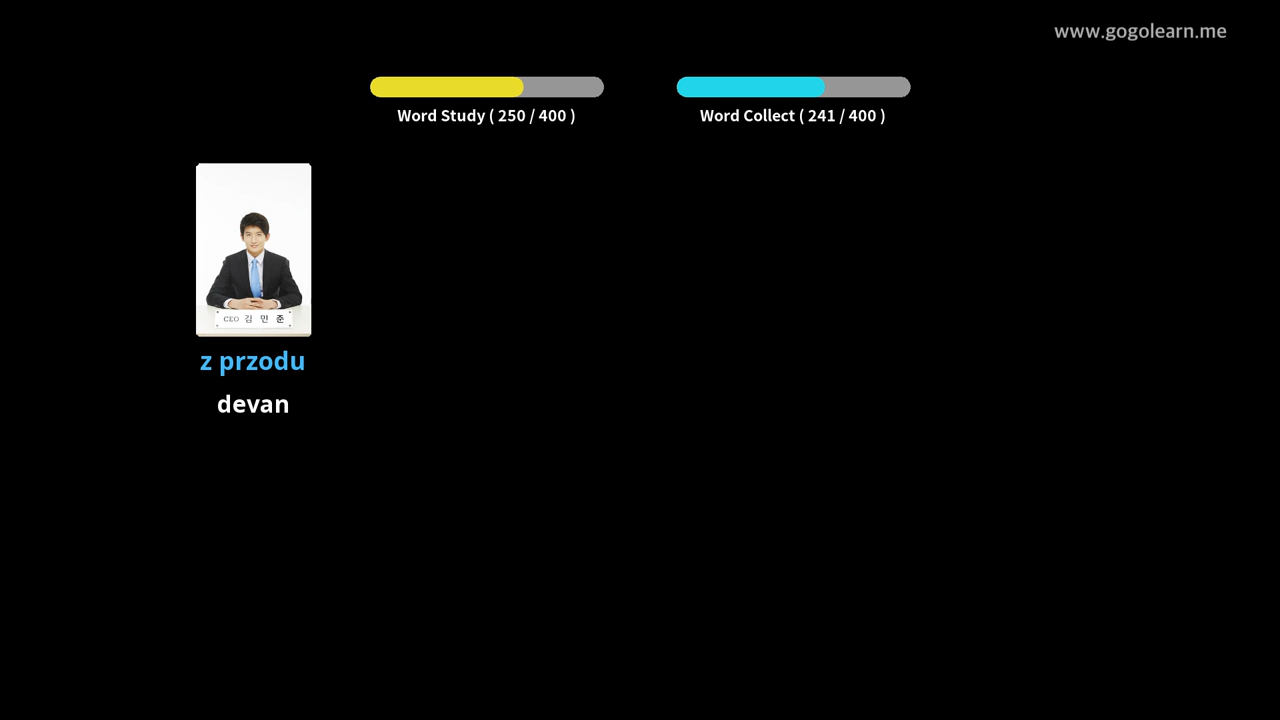 www.gogolearn.me
Word Study ( 250 / 400 )
Word Collect ( 241 / 400 )
CEO 김 민 준
z przodu
devan